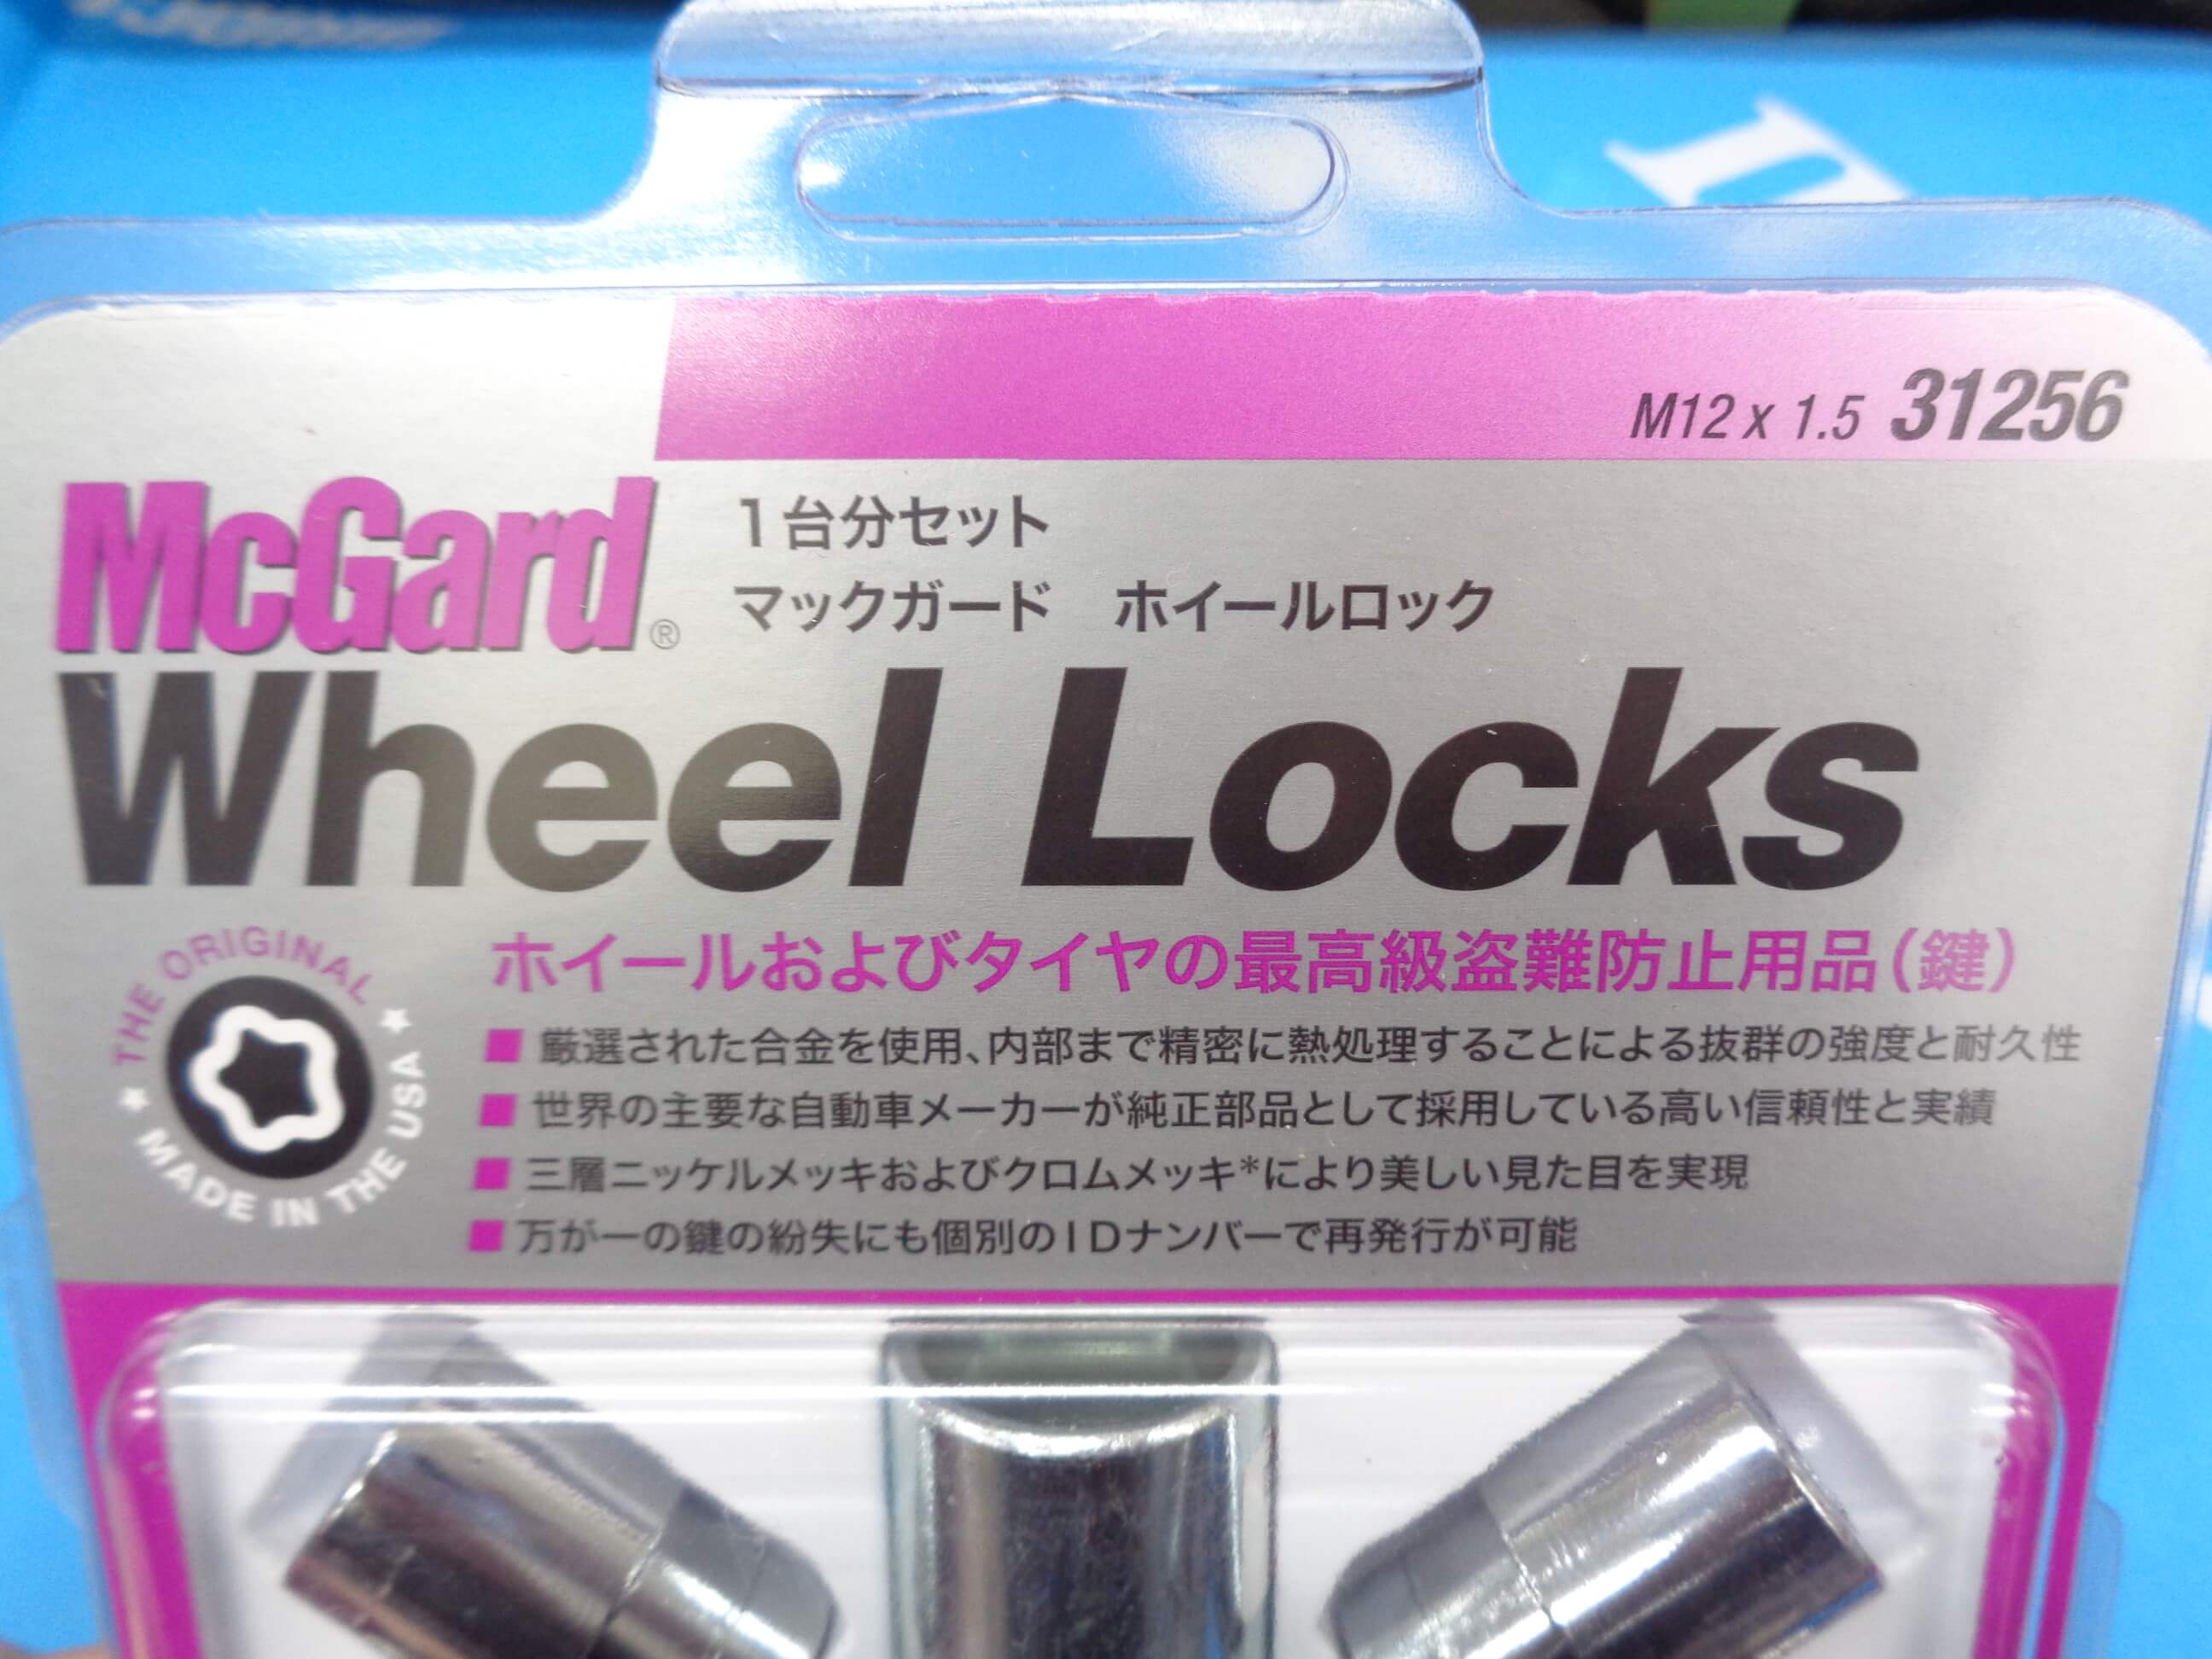 M12 x 1.5 31256
McGard®
1台分セット
マックガード ホイールロック
Wheel Locks
THE ORIGINAL
★ MADE IN THE USA ★
ホイールおよびタイヤの最高級盗難防止用品(鍵)
■ 厳選された合金を使用、内部まで精密に熱処理することによる抜群の強度と耐久性
■ 世界の主要な自動車メーカーが純正部品として採用している高い信頼性と実績
■ 三層ニッケルメッキおよびクロムメッキ*により美しい見た目を実現
■ 万が一の鍵の紛失にも個別のIDナンバーで再発行が可能